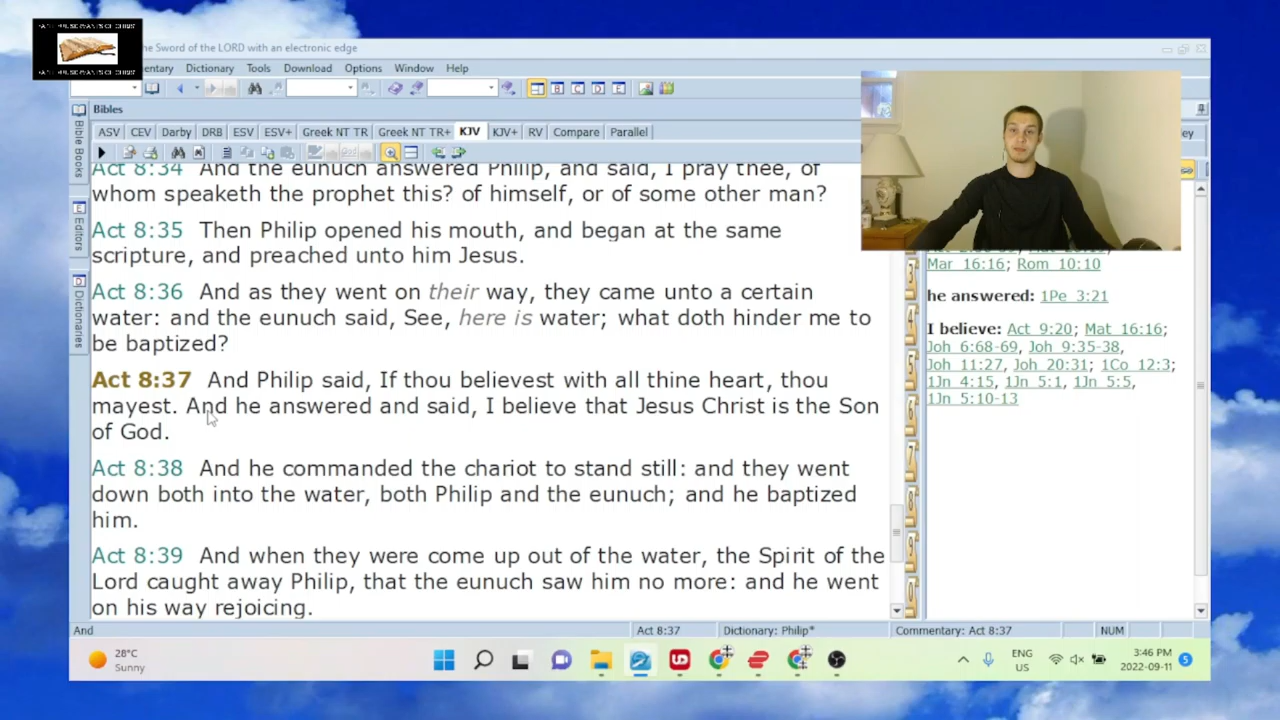 the Sword of the LORD with an electronic edge
entary Dictionary Tools Download Options Window Help
Bibles
ASV CEV Darby DRB ESV ESV+ Greek NT TR Greek NT TR+ KJV KJV+ RV Compare Parallel
Bible Books
Editors
Dictionaries
Act 8:34 And the eunuch answered Philip, and said, I pray thee, of
whom speaketh the prophet this? of himself, or of some other man?
Act 8:35 Then Philip opened his mouth, and began at the same
scripture, and preached unto him Jesus.
Act 8:36 And as they went on their way, they came unto a certain
water: and the eunuch said, See, here is water; what doth hinder me to
be baptized?
Act 8:37 And Philip said, If thou believest with all thine heart, thou
mayest. And he answered and said, I believe that Jesus Christ is the Son
of God.
Act 8:38 And he commanded the chariot to stand still: and they went
down both into the water, both Philip and the eunuch; and he baptized
him.
Act 8:39 And when they were come up out of the water, the Spirit of the
Lord caught away Philip, that the eunuch saw him no more: and he went
on his way rejoicing.
ley
Mar 16:16; Rom 10:10
he answered: 1Pe 3:21
I believe: Act 9:20; Mat 16:16;
Joh 6:68-69, Joh 9:35-38,
Joh 11:27, Joh 20:31; 1Co 12:3;
1Jn 4:15, 1Jn 5:1, 1Jn 5:5,
1Jn 5:10-13
And Act 8:37 Dictionary: Philip* Commentary: Act 8:37 NUM
28°C
Sunny
ENG
US
3:46 PM
2022-09-11
5